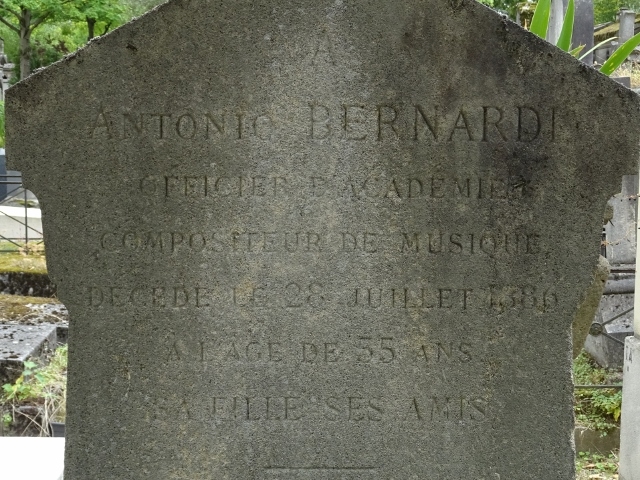 A
ANTONIO BERNARDI
OFFICIER D'ACADÉMIE
COMPOSITEUR DE MUSIQUE
DÉCÉDÉ LE 28 JUILLET 1886
A L'AGE DE 55 ANS
SA FILLE SES AMIS